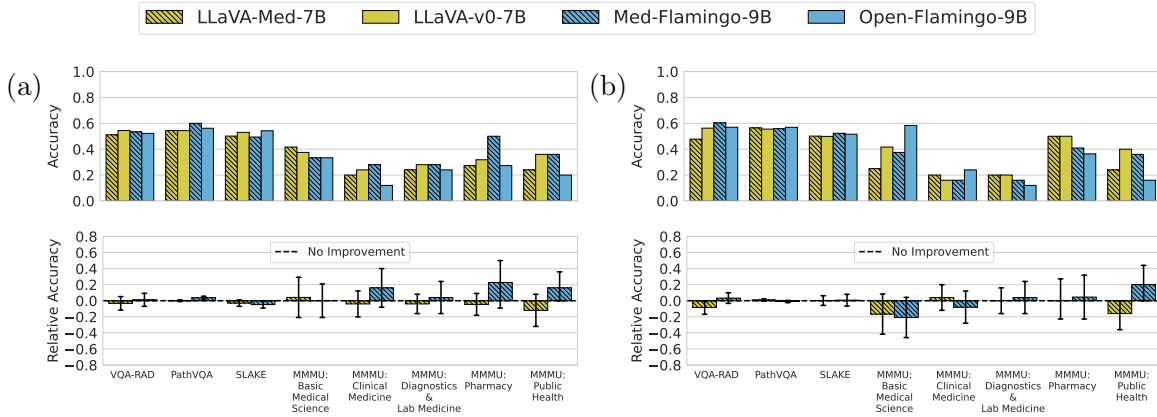 LLaVA-Med-7B LLaVA-v0-7B Med-Flamingo-9B Open-Flamingo-9B
(a)
Accuracy
1.0
0.8
0.6
0.4
0.2
0.0
Relative Accuracy
0.8
0.6
0.4
0.2
0.0
−0.2
−0.4
−0.6
−0.8
No Improvement
VQA-RAD
PathVQA
SLAKE
MMMU:
Basic
Medical
Science
MMMU:
Clinical
Medicine
MMMU:
Diagnostics
&
Lab Medicine
MMMU:
Pharmacy
MMMU:
Public
Health
(b)
Accuracy
1.0
0.8
0.6
0.4
0.2
0.0
Relative Accuracy
0.8
0.6
0.4
0.2
0.0
−0.2
−0.4
−0.6
−0.8
No Improvement
VQA-RAD
PathVQA
SLAKE
MMMU:
Basic
Medical
Science
MMMU:
Clinical
Medicine
MMMU:
Diagnostics
&
Lab Medicine
MMMU:
Pharmacy
MMMU:
Public
Health